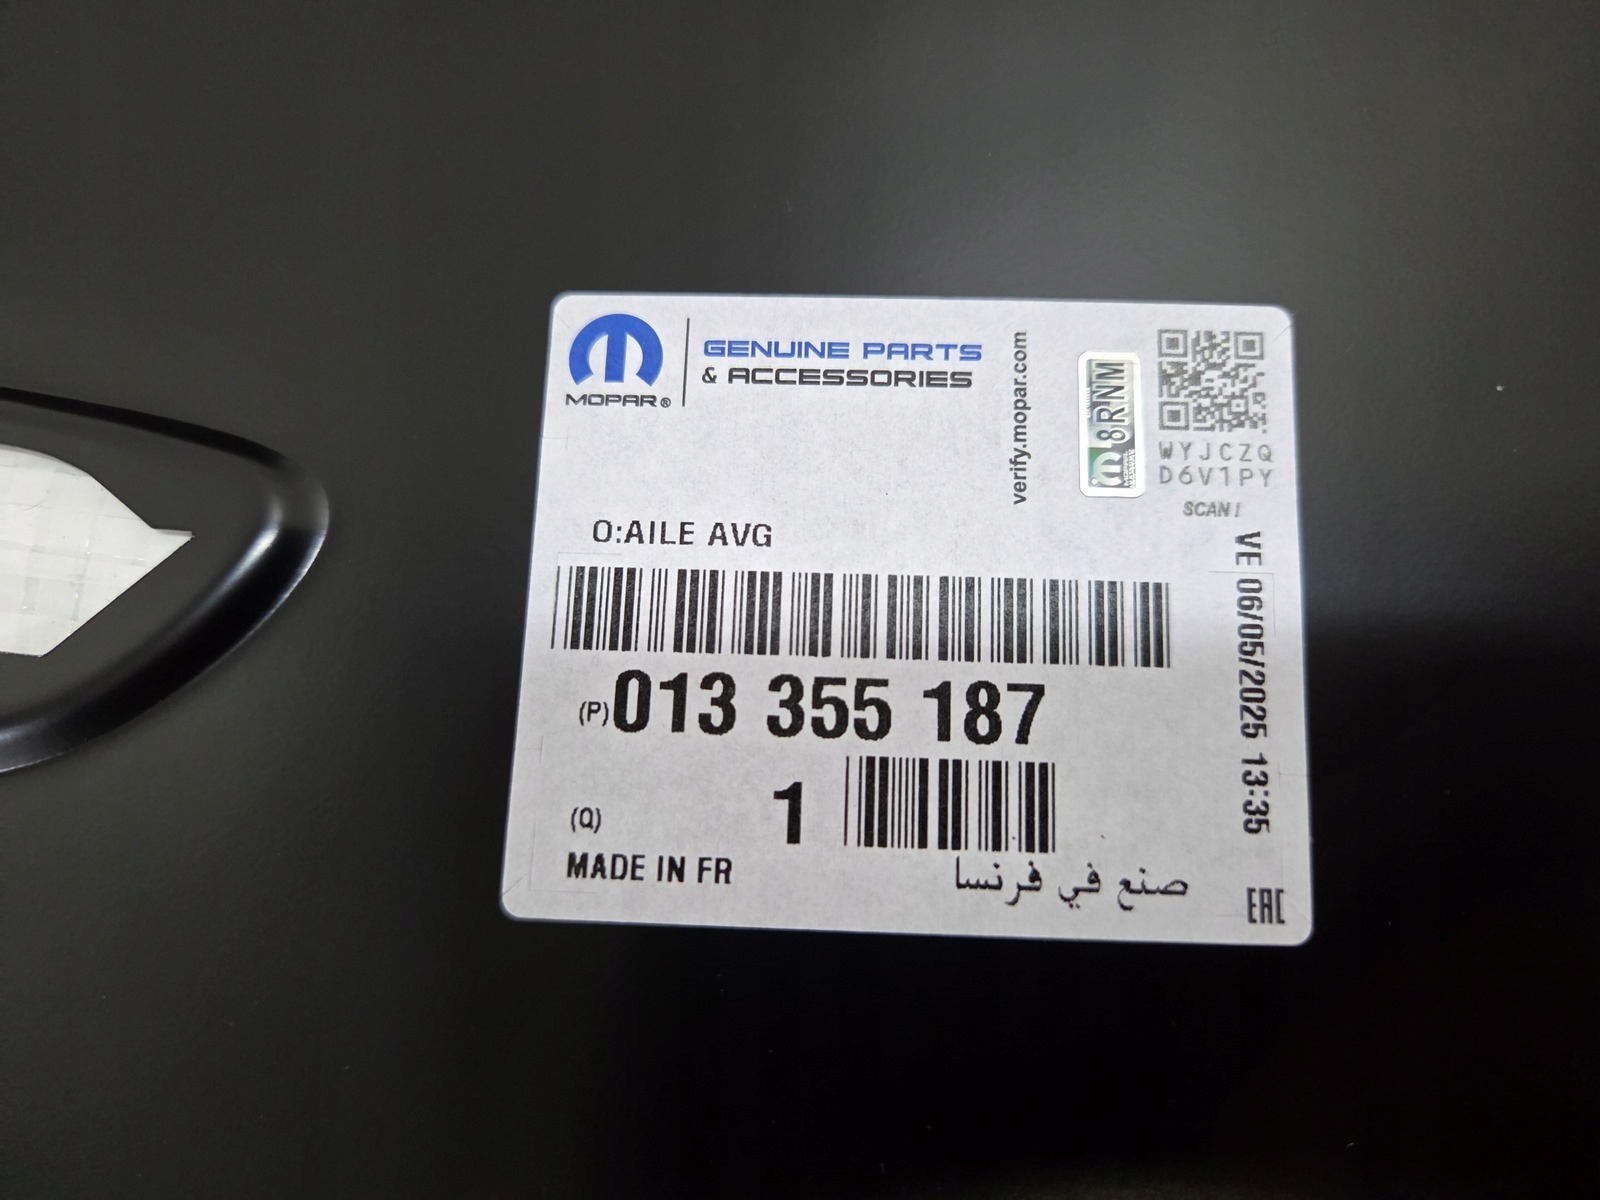 MOPAR®
GENUINE PARTS
& ACCESSORIES
verify.mopar.com
8RNM
WYJCZQ
D6V1PY
SCAN!
O:AILE AVG
VE 06/05/2025 13:35
(P) 013 355 187
(Q) 1
MADE IN FR
صنع في فرنسا
EAC